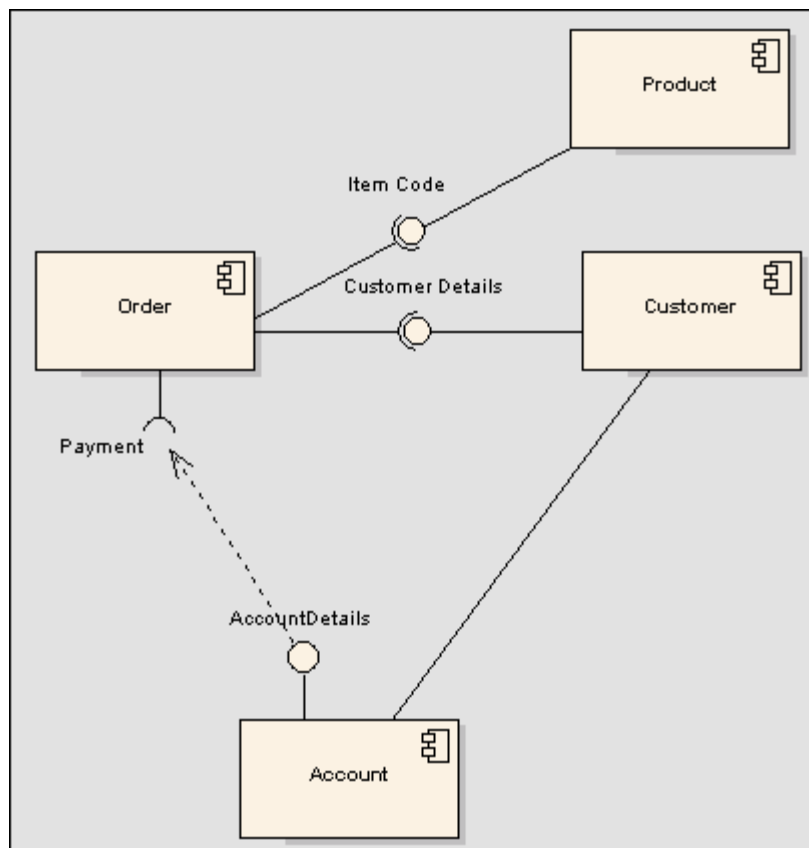 Product
Item Code
Order
Customer Details
Customer
Payment
AccountDetails
Account